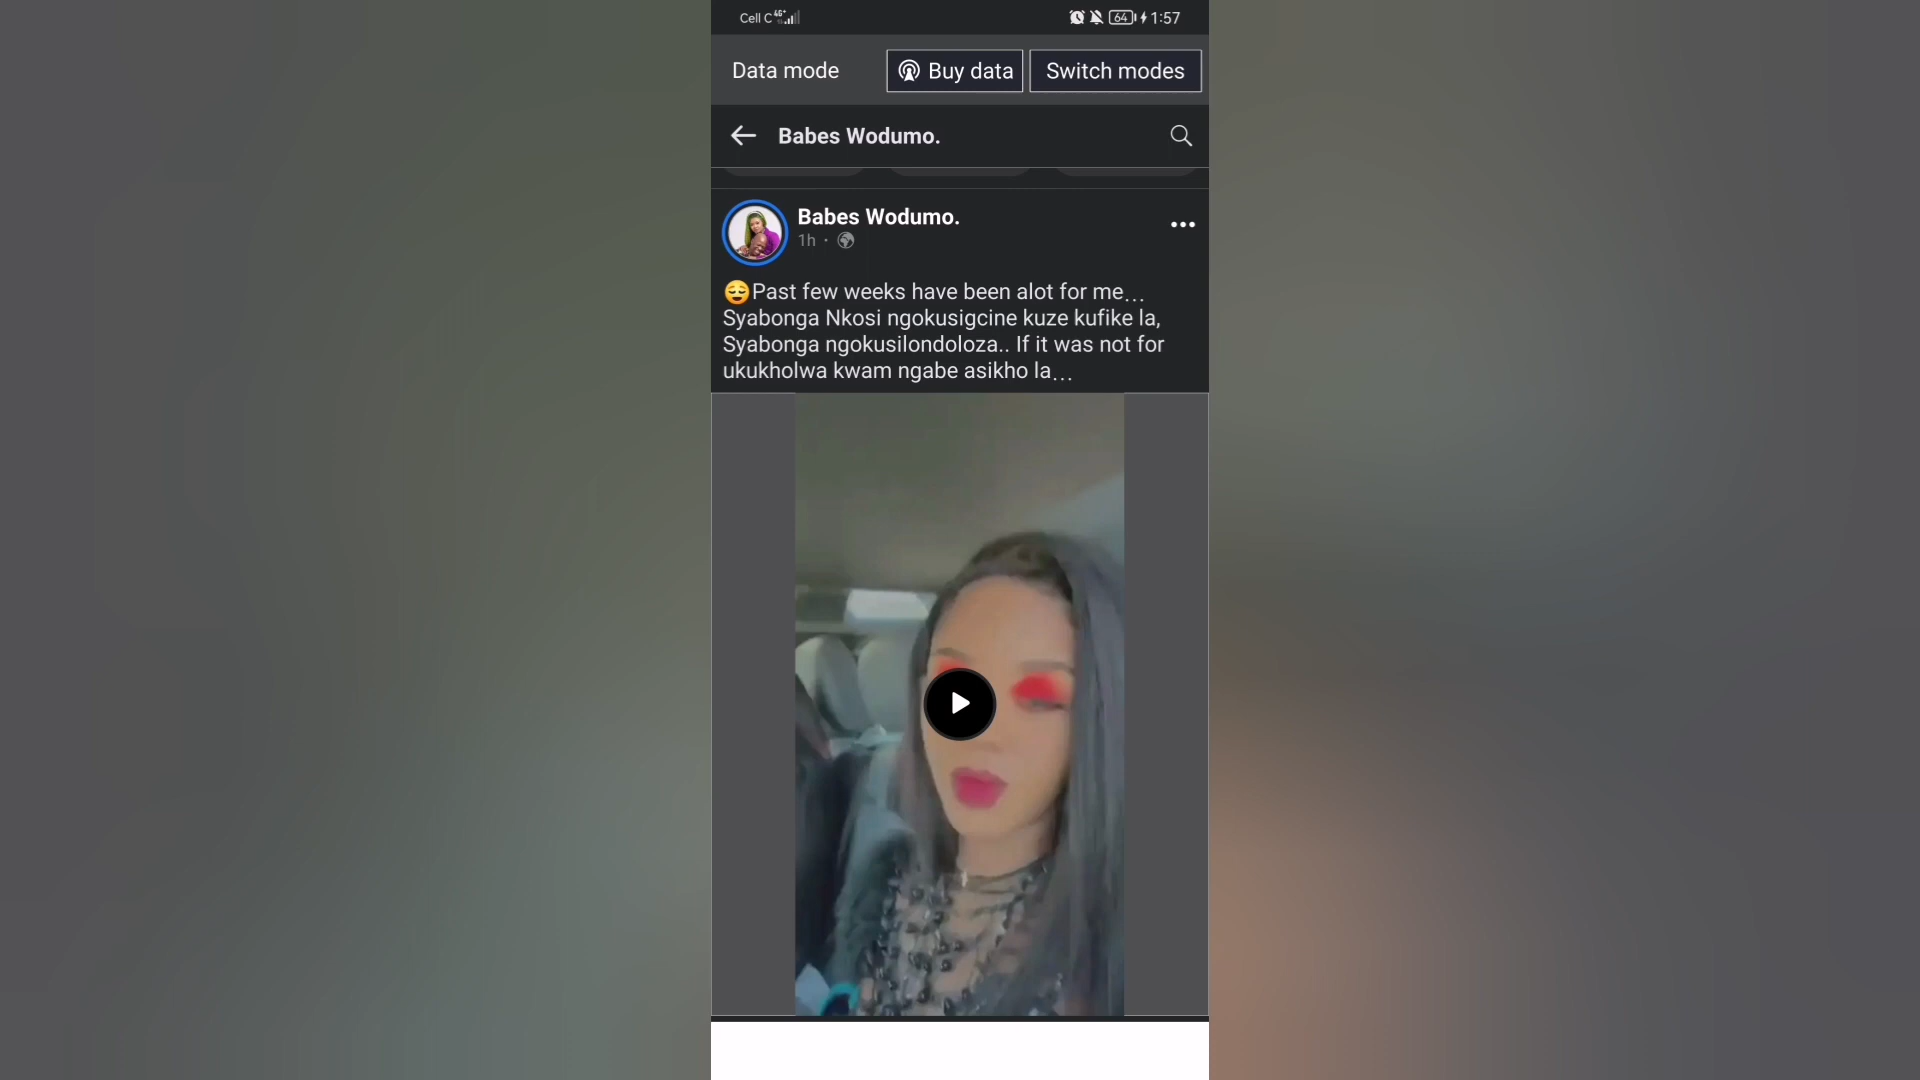 Cell C 4G+ 64 1:57
Data mode Buy data Switch modes
Babes Wodumo.
Babes Wodumo.
1h ·
😌Past few weeks have been alot for me…
Syabonga Nkosi ngokusigcine kuze kufike la,
Syabonga ngokusilondoloza.. If it was not for
ukukholwa kwam ngabe asikho la…